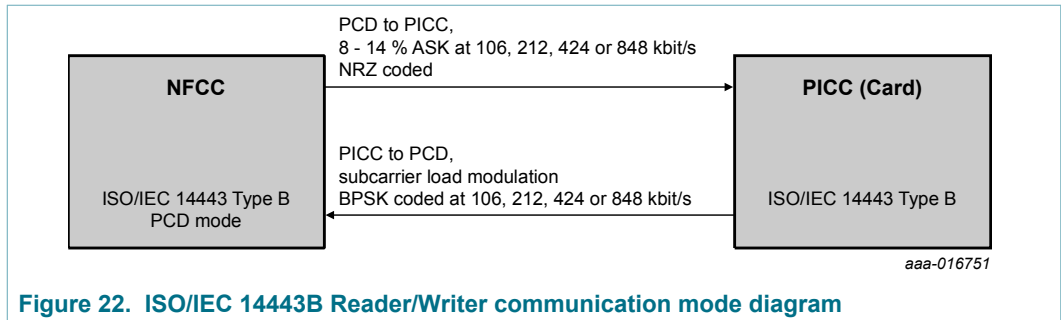 PCD to PICC,
8 - 14 % ASK at 106, 212, 424 or 848 kbit/s
NRZ coded
NFCC
PICC (Card)
PICC to PCD,
subcarrier load modulation
BPSK coded at 106, 212, 424 or 848 kbit/s
ISO/IEC 14443 Type B
PCD mode
ISO/IEC 14443 Type B
aaa-016751
Figure 22. ISO/IEC 14443B Reader/Writer communication mode diagram